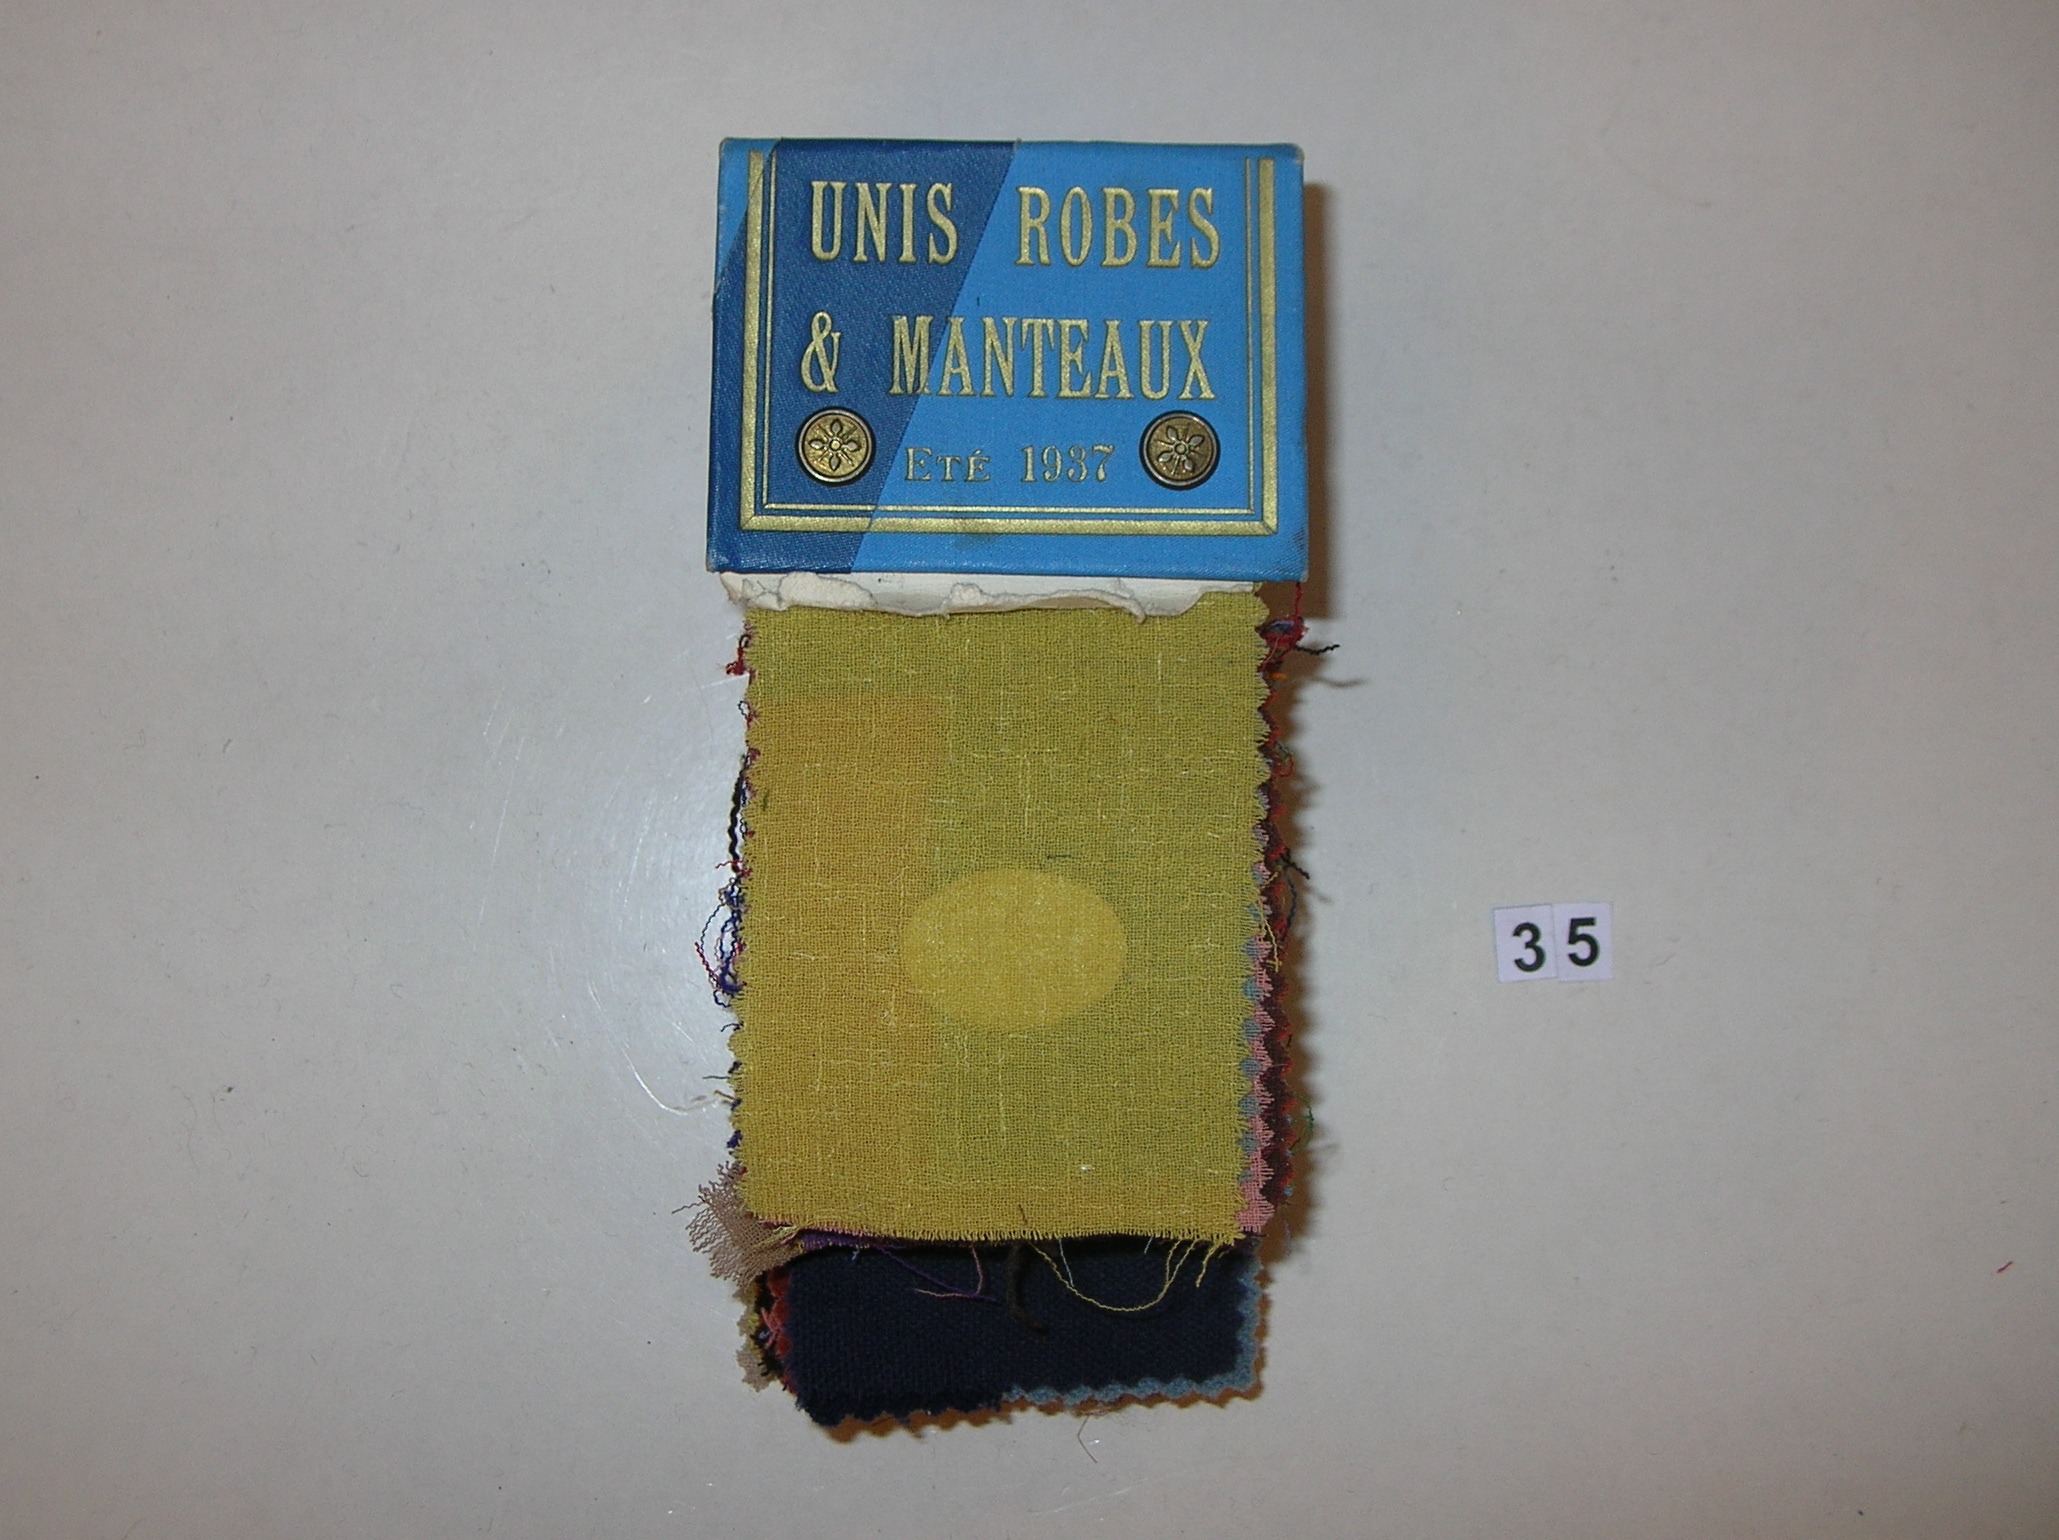 UNIS ROBES
& MANTEAUX
ETÉ 1937
35